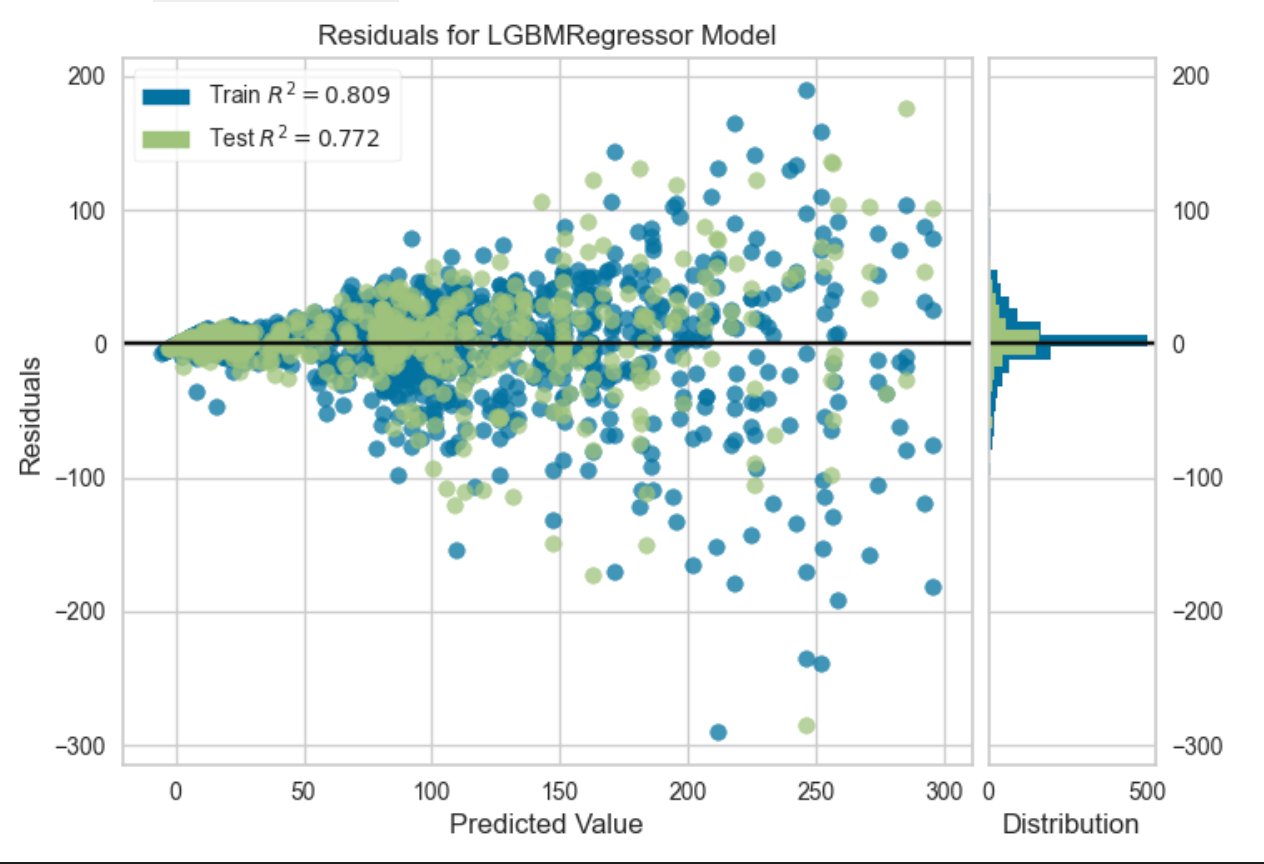 Residuals for LGBMRegressor Model
Train R² = 0.809
Test R² = 0.772
200
100
0
−100
−200
−300
Residuals
0 50 100 150 200 250 300
Predicted Value
200
100
0
−100
−200
−300
0 500
Distribution